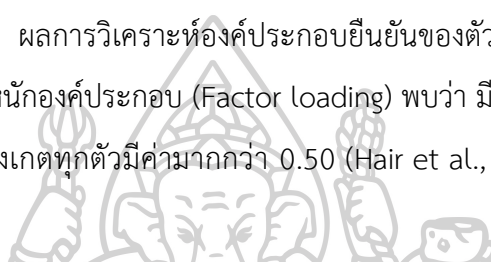 ผลการวิเคราะห์องค์ประกอบยืนยันของตัว
นักองค์ประกอบ (Factor loading) พบว่า มี
งเกตทุกตัวมีค่ามากกว่า 0.50 (Hair et al.,